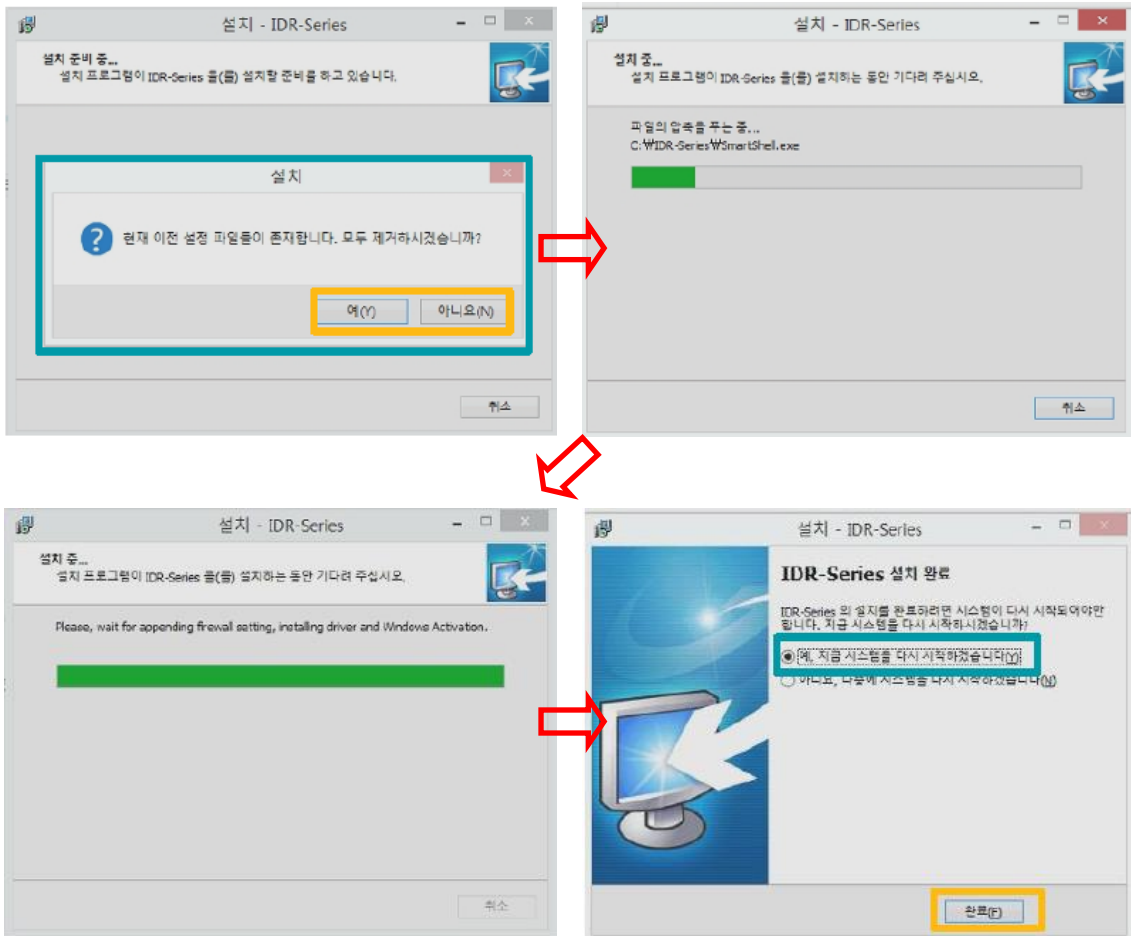 설치 - IDR-Series
설치 준비 중...
설치 프로그램이 IDR-Series 을(를) 설치할 준비를 하고 있습니다.
설치
현재 이전 설정 파일들이 존재합니다. 모두 제거하시겠습니까?
예(Y)
아니요(N)
취소
설치 - IDR-Series
설치 중...
설치 프로그램이 IDR-Series 을(를) 설치하는 동안 기다려 주십시오.
파일의 압축을 푸는 중...
C:₩IDR-Series₩SmartShell.exe
취소
설치 - IDR-Series
설치 중...
설치 프로그램이 IDR-Series 을(를) 설치하는 동안 기다려 주십시오.
Please, wait for appending firewall setting, installing driver and Windows Activation.
취소
설치 - IDR-Series
IDR-Series 설치 완료
IDR-Series 의 설치를 완료하려면 시스템이 다시 시작되어야만
합니다. 지금 시스템을 다시 시작하시겠습니까?
예, 지금 시스템을 다시 시작하겠습니다(Y)
아니요, 나중에 시스템을 다시 시작하겠습니다(N)
완료(F)